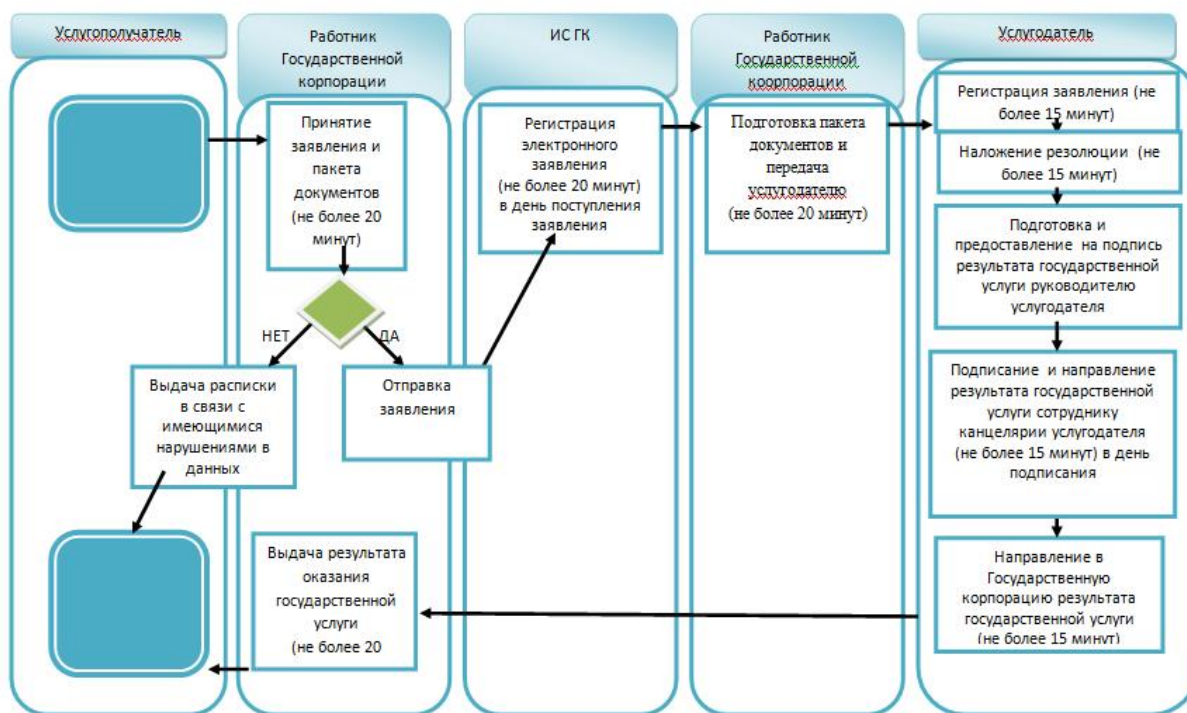 Услугополучатель
Работник
Государственной
корпорации
ИС ГК
Работник
Государственной
коорпорации
Услугодатель
Принятие
заявления и
пакета
документов
(не более 20
минут)
Регистрация
электронного
заявления
(не более 20 минут)
в день поступления
заявления
Подготовка пакета
документов и
передача
услугодателю
(не более 20 минут)
Регистрация заявления (не
более 15 минут)
Наложение резолюции (не
более 15 минут)
Подготовка и
предоставление на подпись
результата государственной
услуги руководителю
услугодателя
НЕТ
ДА
Выдача расписки
в связи с
имеющимися
нарушениями в
данных
Отправка
заявления
Подписание и направление
результата государственной
услуги сотруднику
канцелярии услугодателя
(не более 15 минут) в день
подписания
Выдача результата
оказания
государственной
услуги
(не более 20
Направление в
Государственную
корпорацию результата
государственной услуги
(не более 15 минут)